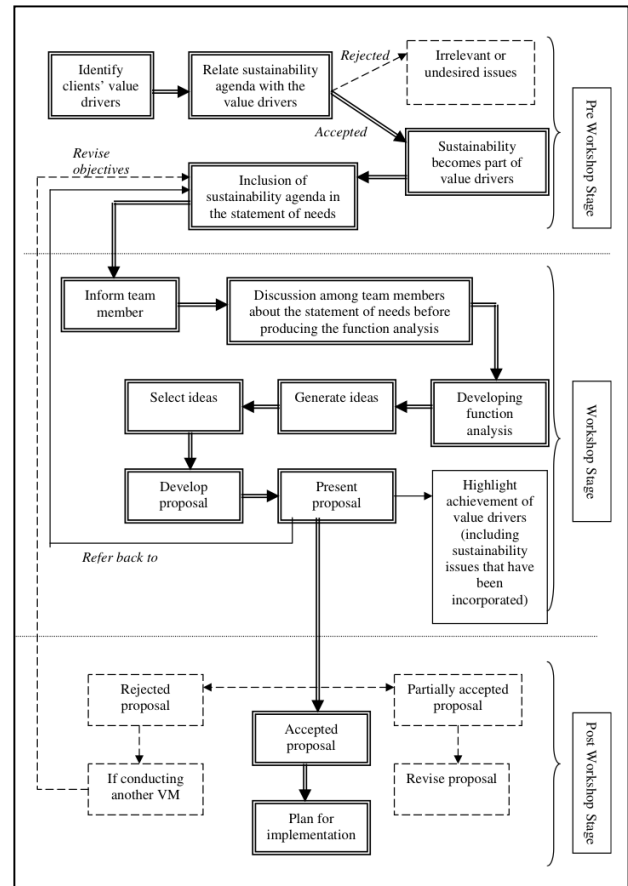 Identify
clients' value
drivers
Relate sustainability
agenda with the
value drivers
Rejected
Irrelevant or
undesired issues
Accepted
Sustainability
becomes part of
value drivers
Revise
objectives
Inclusion of
sustainability agenda in
the statement of needs
Pre Workshop Stage
Inform team
member
Discussion among team members
about the statement of needs before
producing the function analysis
Select ideas
Generate ideas
Developing
function
analysis
Develop
proposal
Present
proposal
Highlight
achievement of
value drivers
(including
sustainability
issues that have
been
incorporated)
Refer back to
Workshop Stage
Rejected
proposal
Partially accepted
proposal
Accepted
proposal
If conducting
another VM
Revise proposal
Plan for
implementation
Post Workshop Stage